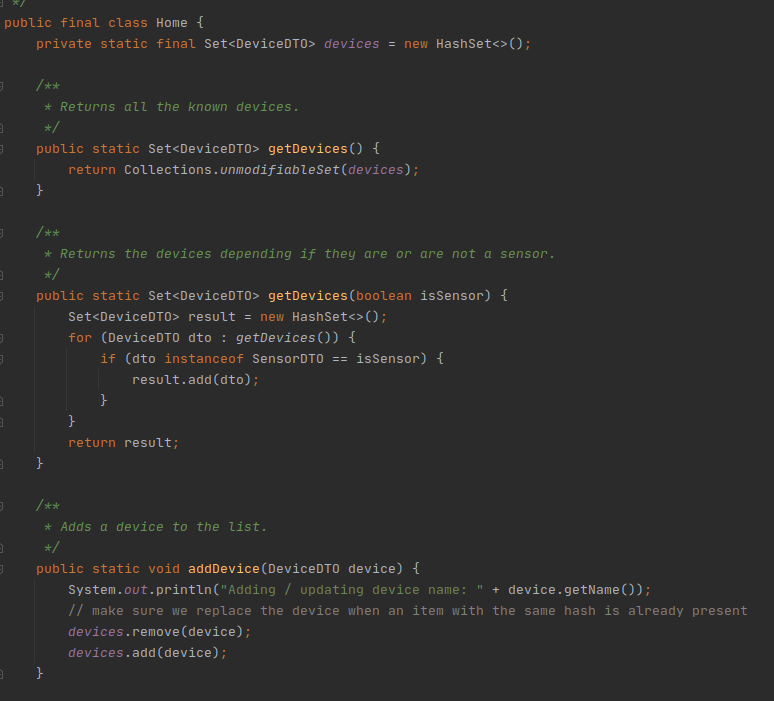 */
public final class Home {
    private static final Set<DeviceDTO> devices = new HashSet<>();
    /**
     * Returns all the known devices.
     */
    public static Set<DeviceDTO> getDevices() {
        return Collections.unmodifiableSet(devices);
    }
    /**
     * Returns the devices depending if they are or are not a sensor.
     */
    public static Set<DeviceDTO> getDevices(boolean isSensor) {
        Set<DeviceDTO> result = new HashSet<>();
        for (DeviceDTO dto : getDevices()) {
            if (dto instanceof SensorDTO == isSensor) {
                result.add(dto);
            }
        }
        return result;
    }
    /**
     * Adds a device to the list.
     */
    public static void addDevice(DeviceDTO device) {
        System.out.println("Adding / updating device name: " + device.getName());
        // make sure we replace the device when an item with the same hash is already present
        devices.remove(device);
        devices.add(device);
    }